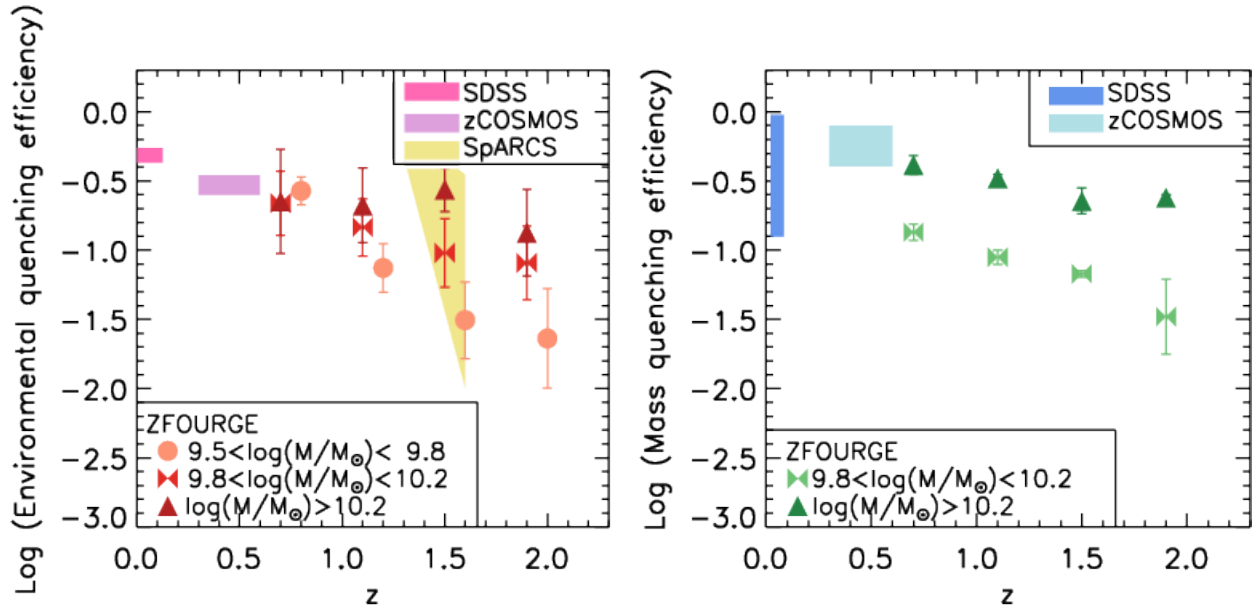 Log (Environmental quenching efficiency)
0.0
−0.5
−1.0
−1.5
−2.0
−2.5
−3.0
SDSS
zCOSMOS
SpARCS
ZFOURGE
9.5<log(M/M⊙)< 9.8
9.8<log(M/M⊙)<10.2
log(M/M⊙)>10.2
0.0 0.5 1.0 1.5 2.0
z
Log (Mass quenching efficiency)
0.0
−0.5
−1.0
−1.5
−2.0
−2.5
−3.0
SDSS
zCOSMOS
ZFOURGE
9.8<log(M/M⊙)<10.2
log(M/M⊙)>10.2
0.0 0.5 1.0 1.5 2.0
z